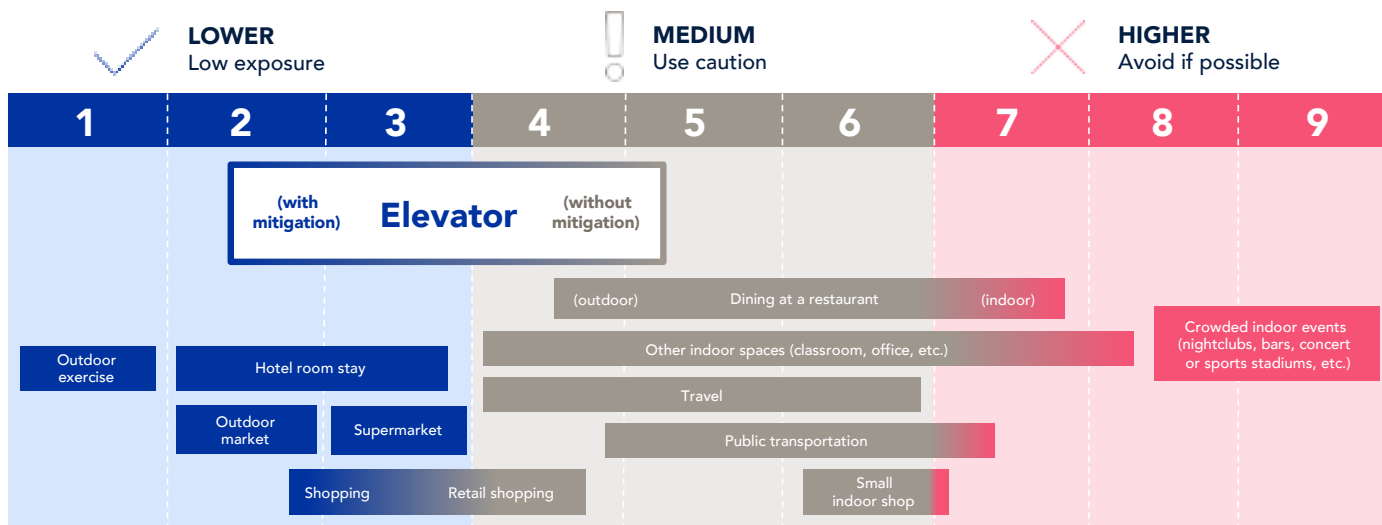 LOWER
Low exposure
MEDIUM
Use caution
HIGHER
Avoid if possible
1 2 3 4 5 6 7 8 9
(with
mitigation)
Elevator
(without
mitigation)
(outdoor) Dining at a restaurant (indoor)
Other indoor spaces (classroom, office, etc.)
Crowded indoor events
(nightclubs, bars, concert
or sports stadiums, etc.)
Outdoor
exercise
Hotel room stay
Travel
Outdoor
market
Supermarket
Public transportation
Shopping Retail shopping
Small
indoor shop